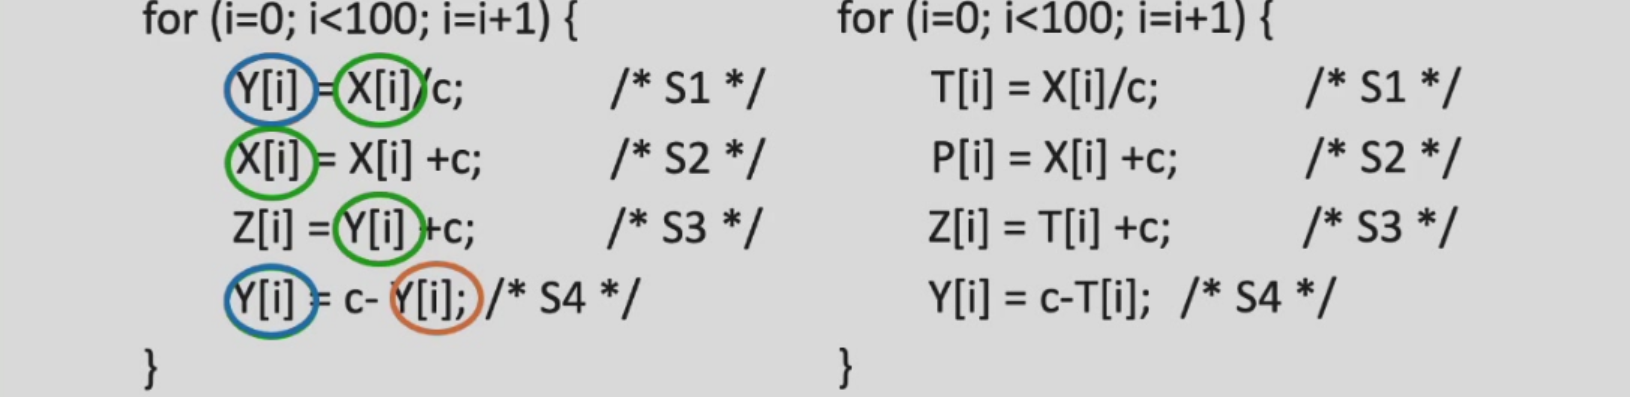 for (i=0; i<100; i=i+1) {
Y[i] = X[i]/c; /* S1 */
X[i] = X[i] +c; /* S2 */
Z[i] = Y[i] +c; /* S3 */
Y[i] = c- Y[i]; /* S4 */
}
for (i=0; i<100; i=i+1) {
T[i] = X[i]/c; /* S1 */
P[i] = X[i] +c; /* S2 */
Z[i] = T[i] +c; /* S3 */
Y[i] = c-T[i]; /* S4 */
}